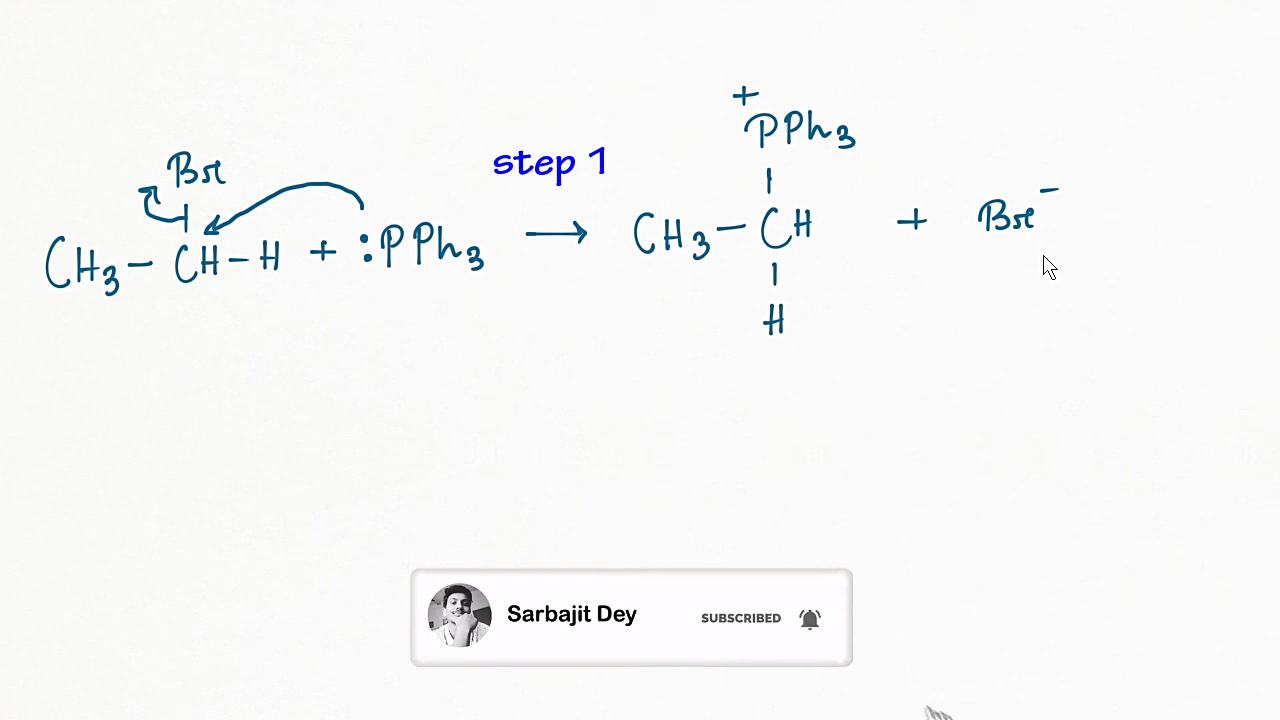 +
PPh3
step 1
Br
CH3 – CH – H + :PPh3 ⟶ CH3 – CH + Br⁻
H
Sarbajit Dey SUBSCRIBED